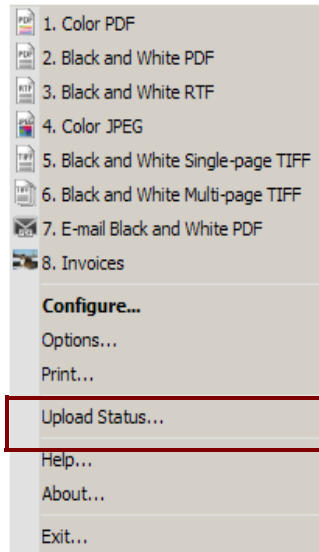 1. Color PDF
2. Black and White PDF
3. Black and White RTF
4. Color JPEG
5. Black and White Single-page TIFF
6. Black and White Multi-page TIFF
7. E-mail Black and White PDF
8. Invoices
Configure...
Options...
Print...
Upload Status...
Help...
About...
Exit...